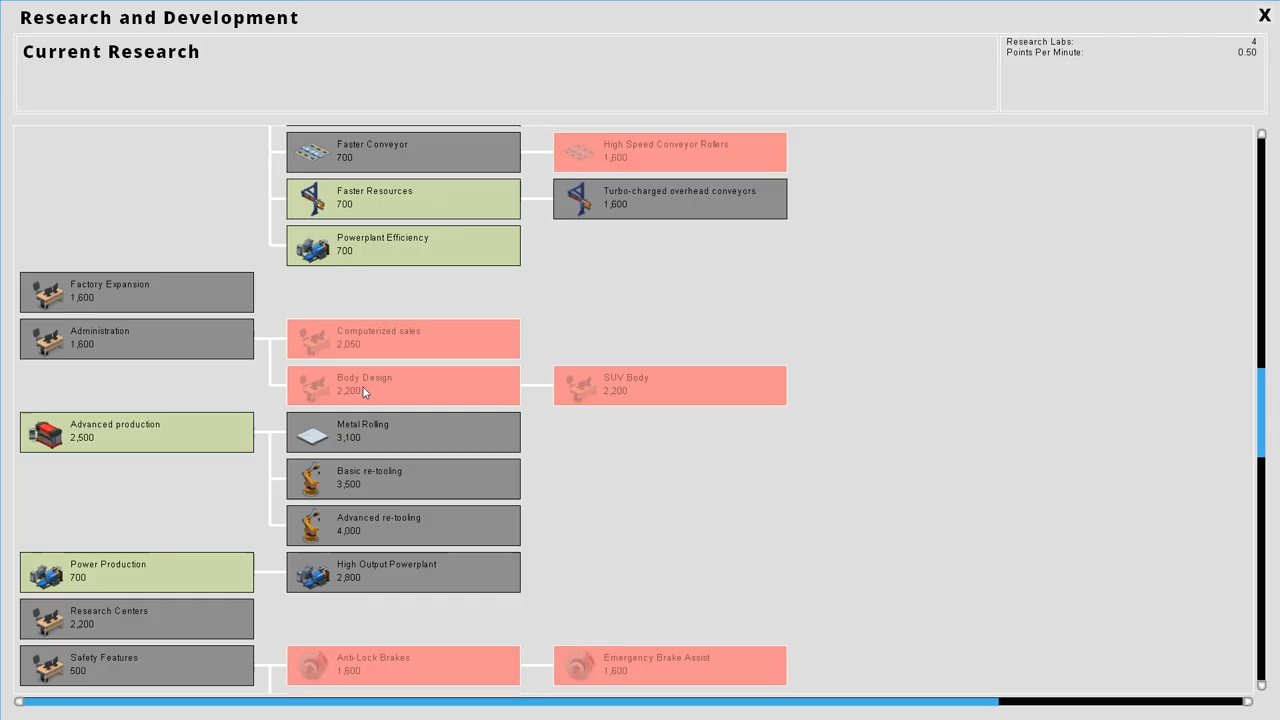 Research and Development
X
Current Research
Research Labs: 4
Points Per Minute: 0.50
Faster Conveyor
700
High Speed Conveyor Rollers
1,600
Faster Resources
700
Turbo-charged overhead conveyors
1,600
Powerplant Efficiency
700
Factory Expansion
1,600
Administration
1,600
Computerized sales
2,050
Body Design
2,200
SUV Body
2,200
Advanced production
2,500
Metal Rolling
3,100
Basic re-tooling
3,500
Advanced re-tooling
4,000
Power Production
700
High Output Powerplant
2,800
Research Centers
2,200
Safety Features
500
Anti-Lock Brakes
1,600
Emergency Brake Assist
1,600